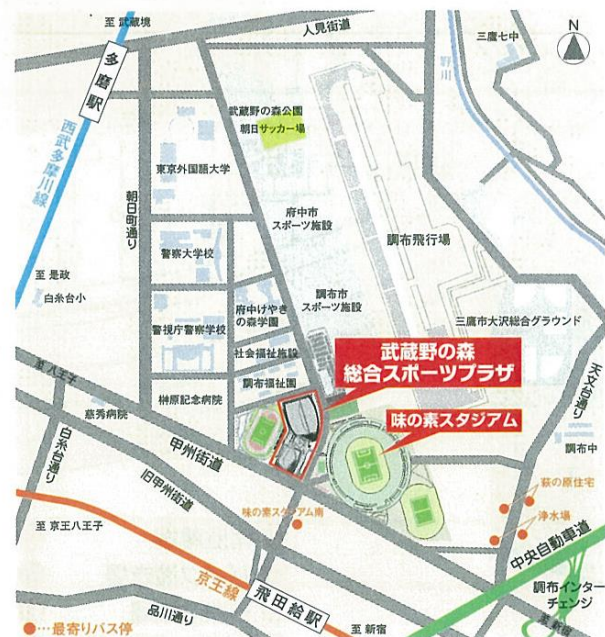 至 武蔵境
人見街道
三鷹七中
N
野川
多磨駅
武蔵野の森公園
朝日サッカー場
西武多摩川線
東京外国語大学
朝日町通り
府中市
スポーツ施設
調布飛行場
警察大学校
至 是政
白糸台小
調布市
スポーツ施設
府中けやき
の森学園
三鷹市大沢総合グラウンド
警視庁警察学校
社会福祉施設
武蔵野の森
総合スポーツプラザ
至 八王子
調布福祉園
榊原記念病院
天文台通り
慈秀病院
味の素スタジアム
調布中
甲州街道
白糸台通り
旧甲州街道
萩の原住宅
味の素スタジアム南
浄水場
至 京王八王子
中央自動車道
京王線
飛田給駅
調布インター
チェンジ
品川通り
至 新宿
●…最寄りバス停